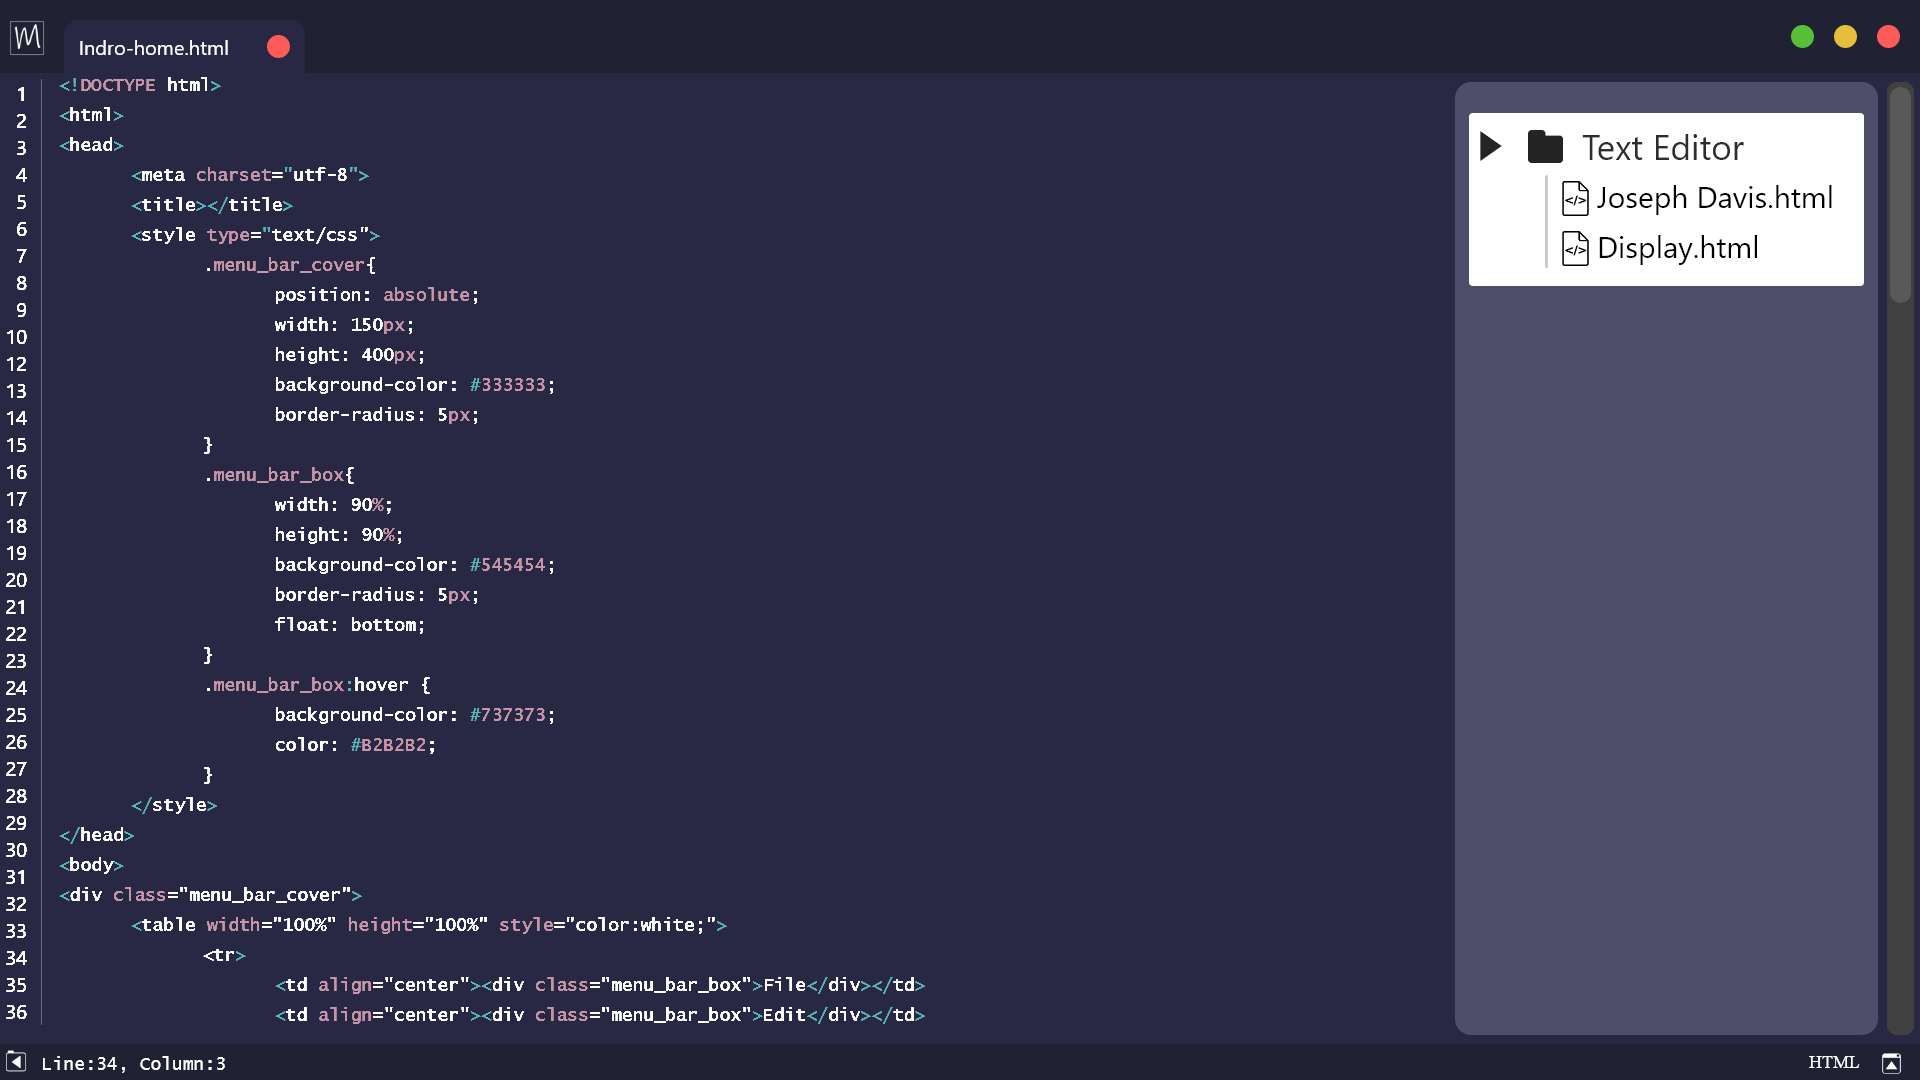 M
Indro-home.html
1
2
3
4
5
6
7
8
9
10
12
13
14
15
16
17
18
19
20
21
22
23
24
25
26
27
28
29
30
31
32
33
34
35
36
<!DOCTYPE html>
<html>
<head>
<meta charset="utf-8">
<title></title>
<style type="text/css">
.menu_bar_cover{
position: absolute;
width: 150px;
height: 400px;
background-color: #333333;
border-radius: 5px;
}
.menu_bar_box{
width: 90%;
height: 90%;
background-color: #545454;
border-radius: 5px;
float: bottom;
}
.menu_bar_box:hover {
background-color: #737373;
color: #B2B2B2;
}
</style>
</head>
<body>
<div class="menu_bar_cover">
<table width="100%" height="100%" style="color:white;">
<tr>
<td align="center"><div class="menu_bar_box">File</div></td>
<td align="center"><div class="menu_bar_box">Edit</div></td>
Text Editor
</> Joseph Davis.html
</> Display.html
Line:34, Column:3
HTML